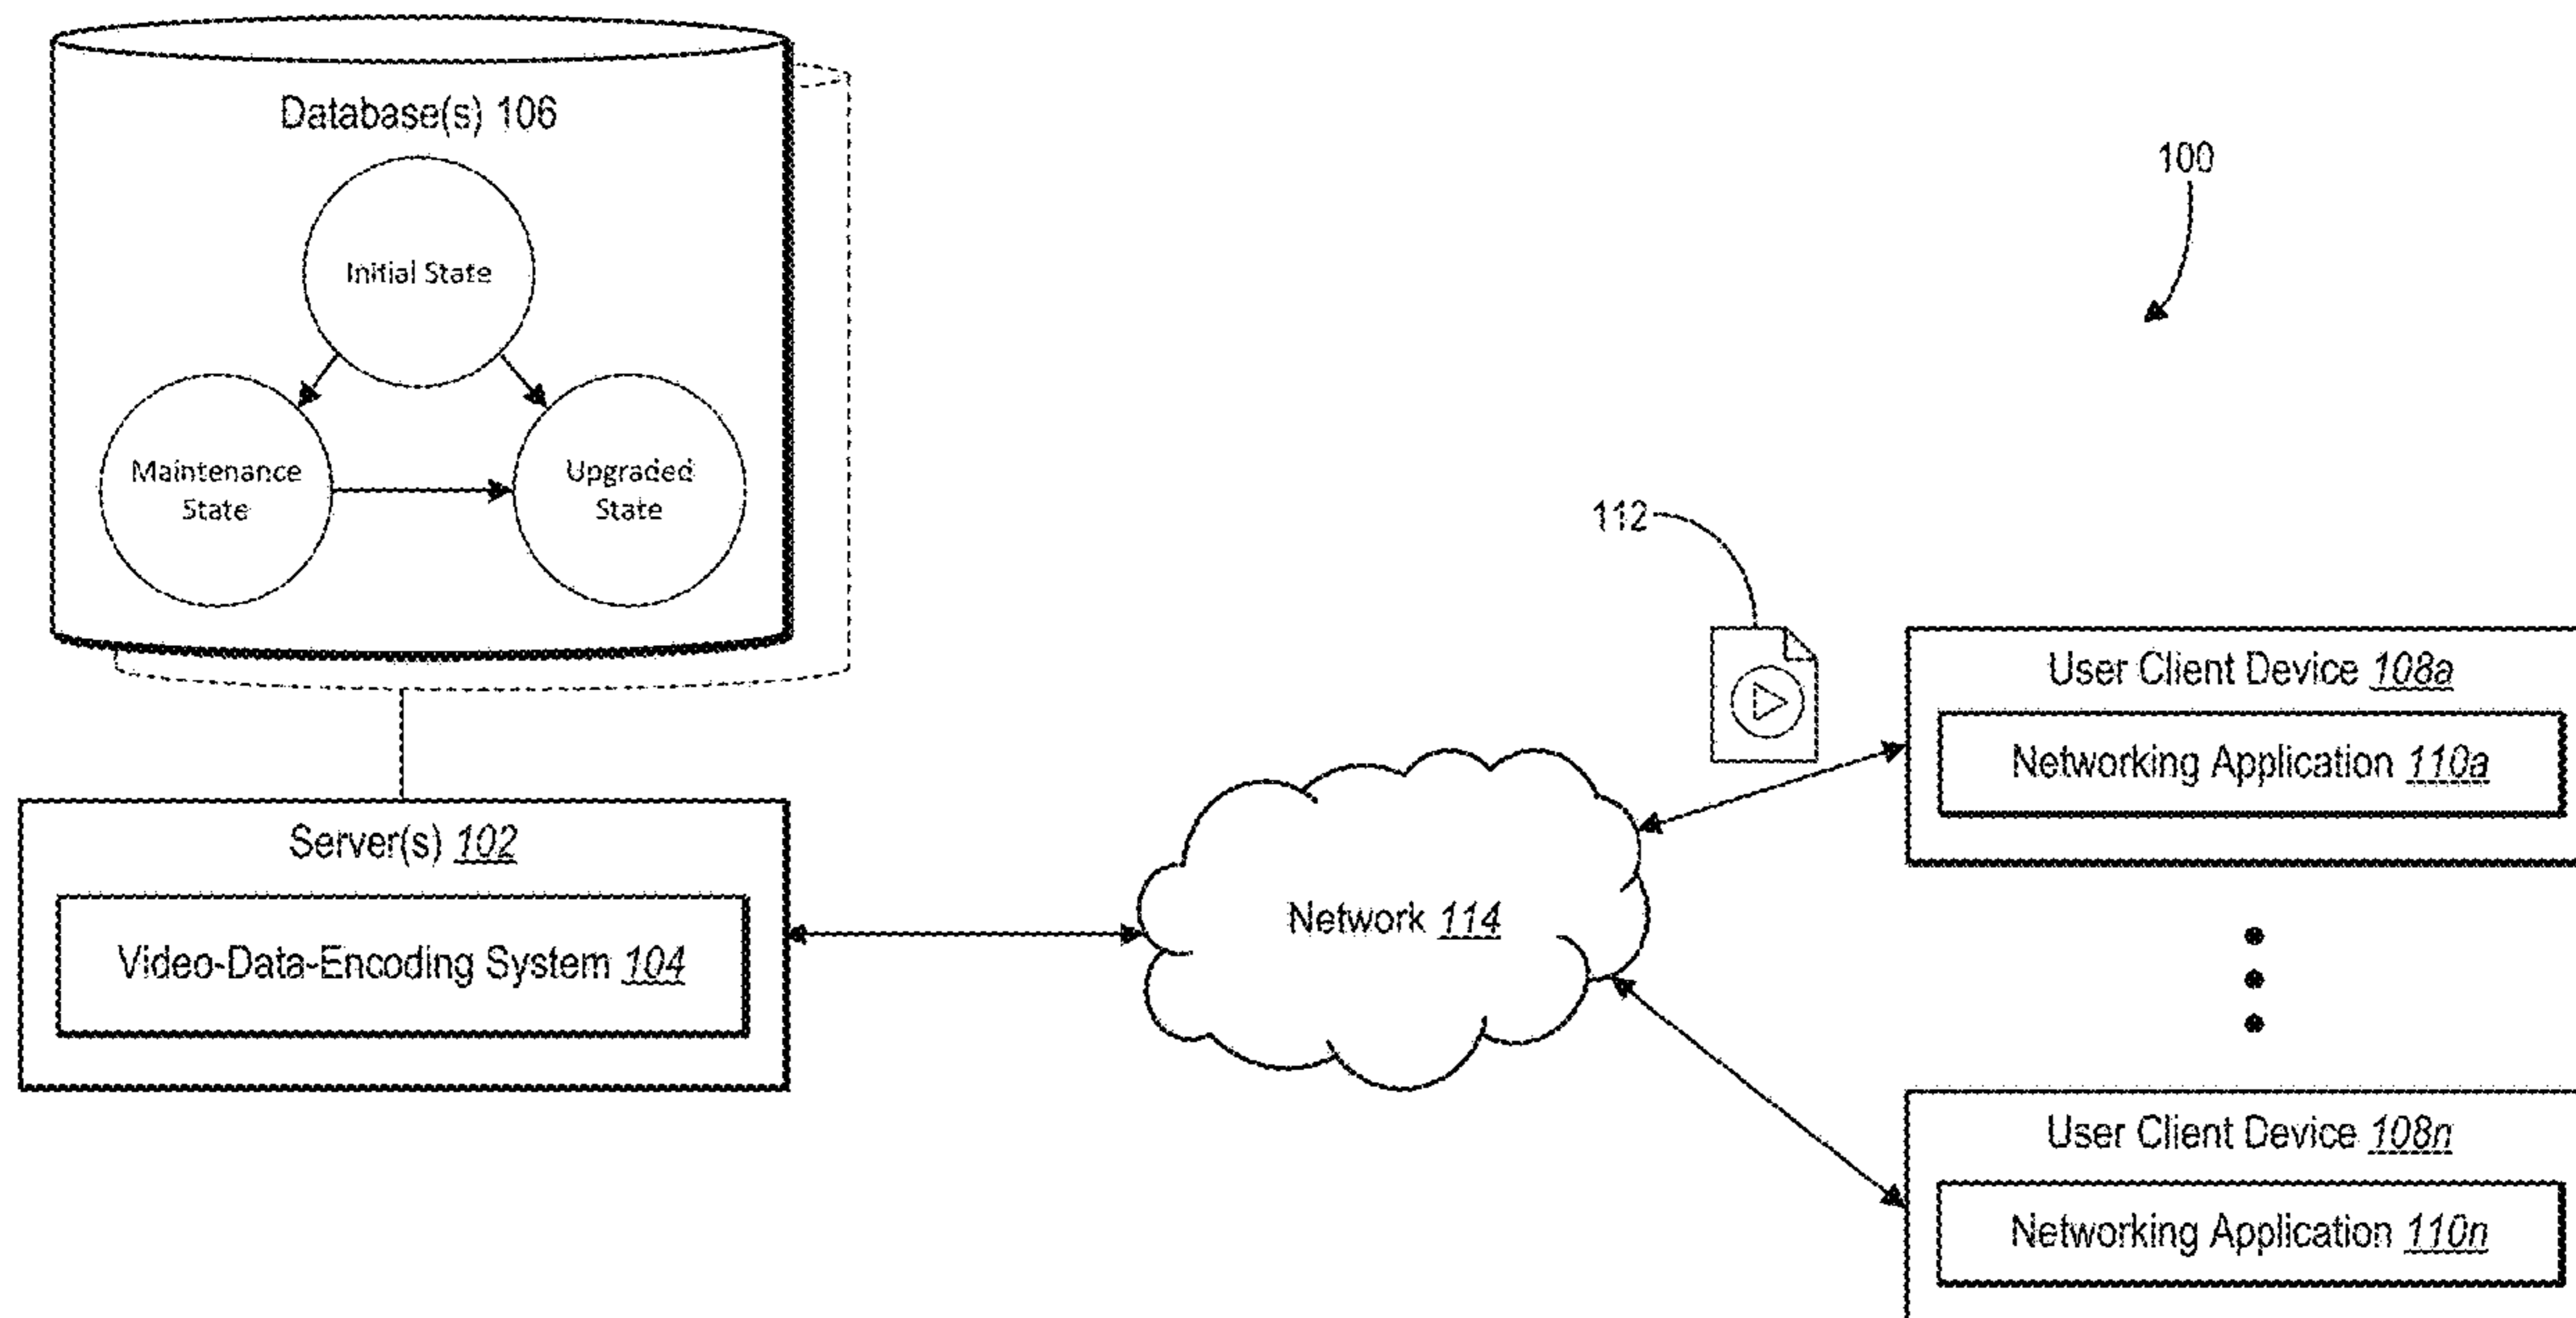 Database(s) 106
100
Initial State
Maintenance
State
Upgraded
State
112
User Client Device 108a
Networking Application 110a
Server(s) 102
Video-Data-Encoding System 104
Network 114
User Client Device 108n
Networking Application 110n